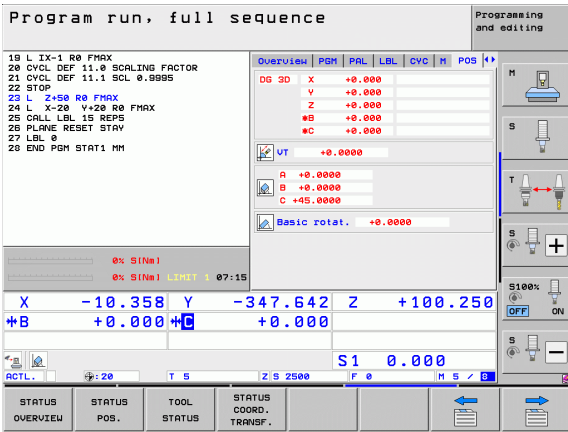 Program run, full sequence
Programming
and editing
19 L IX-1 R0 FMAX
20 CYCL DEF 11.0 SCALING FACTOR
21 CYCL DEF 11.1 SCL 0.9995
22 STOP
23 L Z+50 R0 FMAX
24 L X-20 Y+20 R0 FMAX
25 CALL LBL 15 REP5
26 PLANE RESET STAY
27 LBL 0
28 END PGM STAT1 MM
Overview PGM PAL LBL CYC M POS
DG 3D X +0.000
Y +0.000
Z +0.000
*B +0.000
*C +0.000
VT +0.0000
A +0.0000
B +0.0000
C +45.0000
Basic rotat. +0.0000
0% S[Nm]
0% S[Nm] LIMIT 1 07:15
X -10.358 Y -347.642 Z +100.250
B +0.000 C +0.000
S1 0.000
ACTL. : 20 T 5 Z S 2500 F 0 M 5 / 8
STATUS
OVERVIEW
STATUS
POS.
TOOL
STATUS
STATUS
COORD.
TRANSF.
M
S
T
S
S100%
OFF ON
S